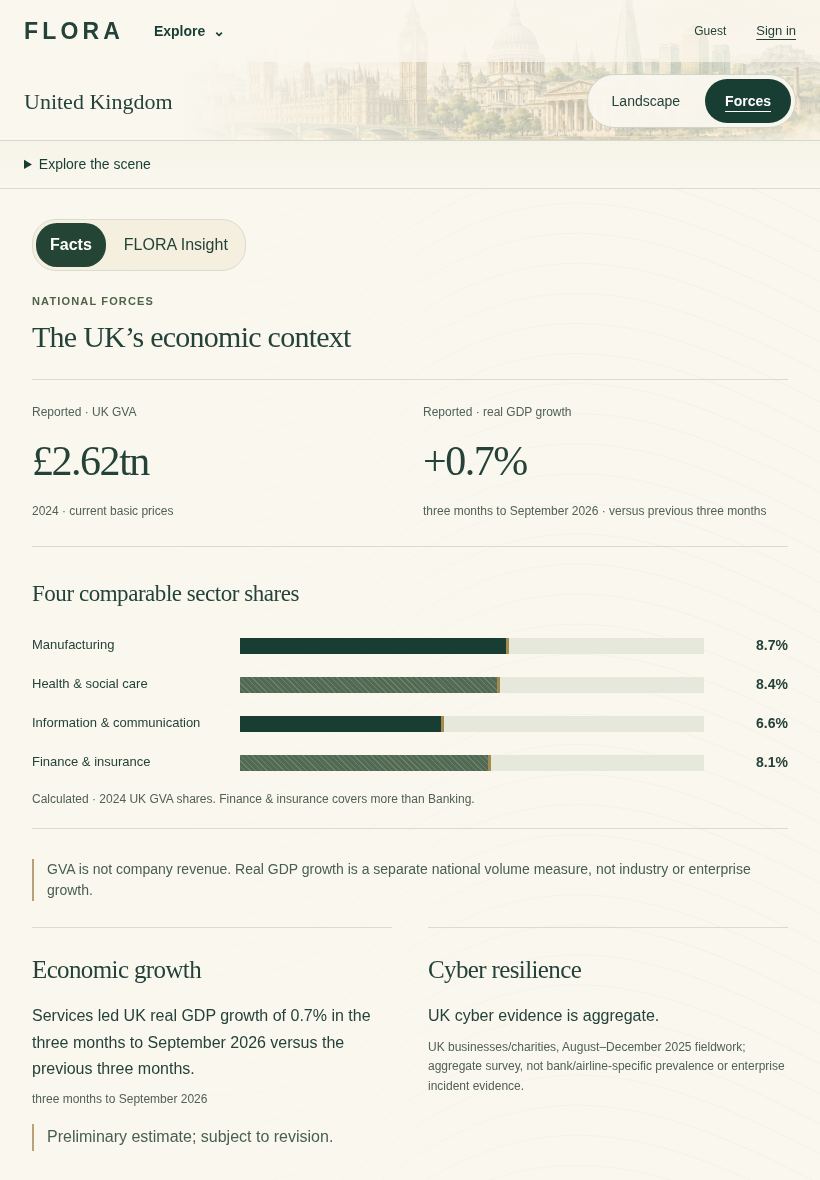 FLORA
Explore
Guest
Sign in
United Kingdom
Landscape
Forces
Explore the scene
Facts
FLORA Insight
NATIONAL FORCES
The UK’s economic context
Reported · UK GVA
£2.62tn
2024 · current basic prices
Reported · real GDP growth
+0.7%
three months to September 2026 · versus previous three months
Four comparable sector shares
Manufacturing 8.7%
Health & social care 8.4%
Information & communication 6.6%
Finance & insurance 8.1%
Calculated · 2024 UK GVA shares. Finance & insurance covers more than Banking.
GVA is not company revenue. Real GDP growth is a separate national volume measure, not industry or enterprise
growth.
Economic growth
Services led UK real GDP growth of 0.7% in the
three months to September 2026 versus the
previous three months.
three months to September 2026
Preliminary estimate; subject to revision.
Cyber resilience
UK cyber evidence is aggregate.
UK businesses/charities, August–December 2025 fieldwork;
aggregate survey, not bank/airline-specific prevalence or enterprise
incident evidence.